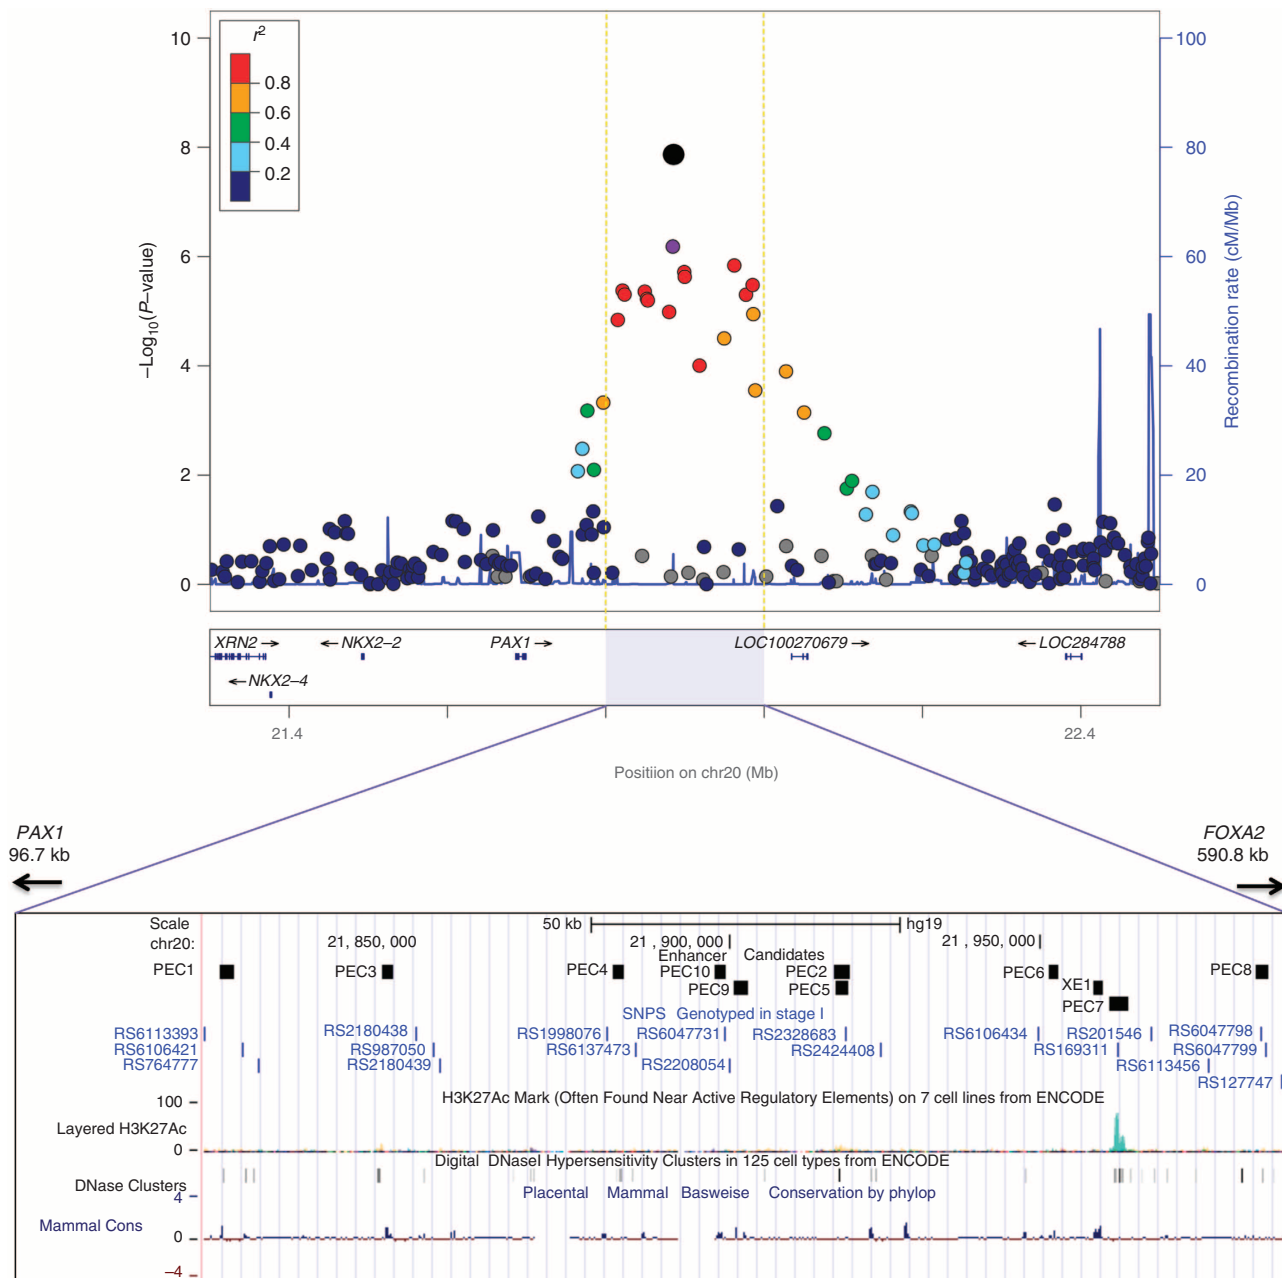 r2
0.8
0.6
0.4
0.2
10
8
6
4
2
0
–Log10(P–value)
100
80
60
40
20
0
Recombination rate (cM/Mb)
XRN2
NKX2–2
PAX1
LOC100270679
LOC284788
NKX2–4
21.4
22.4
Positiion on chr20 (Mb)
PAX1
96.7 kb
FOXA2
590.8 kb
Scale
50 kb
hg19
chr20:
21, 850, 000
21 , 900, 000
21 , 950, 000
Enhancer Candidates
PEC1
PEC3
PEC4
PEC10
PEC2
PEC6
PEC8
PEC9
PEC5
XE1
PEC7
SNPS Genotyped in stage I
RS6113393
RS2180438
RS1998076
RS6047731
RS2328683
RS6106434
RS201546
RS6047798
RS6106421
RS987050
RS6137473
RS2424408
RS169311
RS6047799
RS764777
RS2180439
RS2208054
RS6113456
RS127747
H3K27Ac Mark (Often Found Near Active Regulatory Elements) on 7 cell lines from ENCODE
100
Layered H3K27Ac
0
Digital DNaseI Hypersensitivity Clusters in 125 cell types from ENCODE
DNase Clusters
Placental Mammal Basweise Conservation by phylop
4
Mammal Cons
0
–4